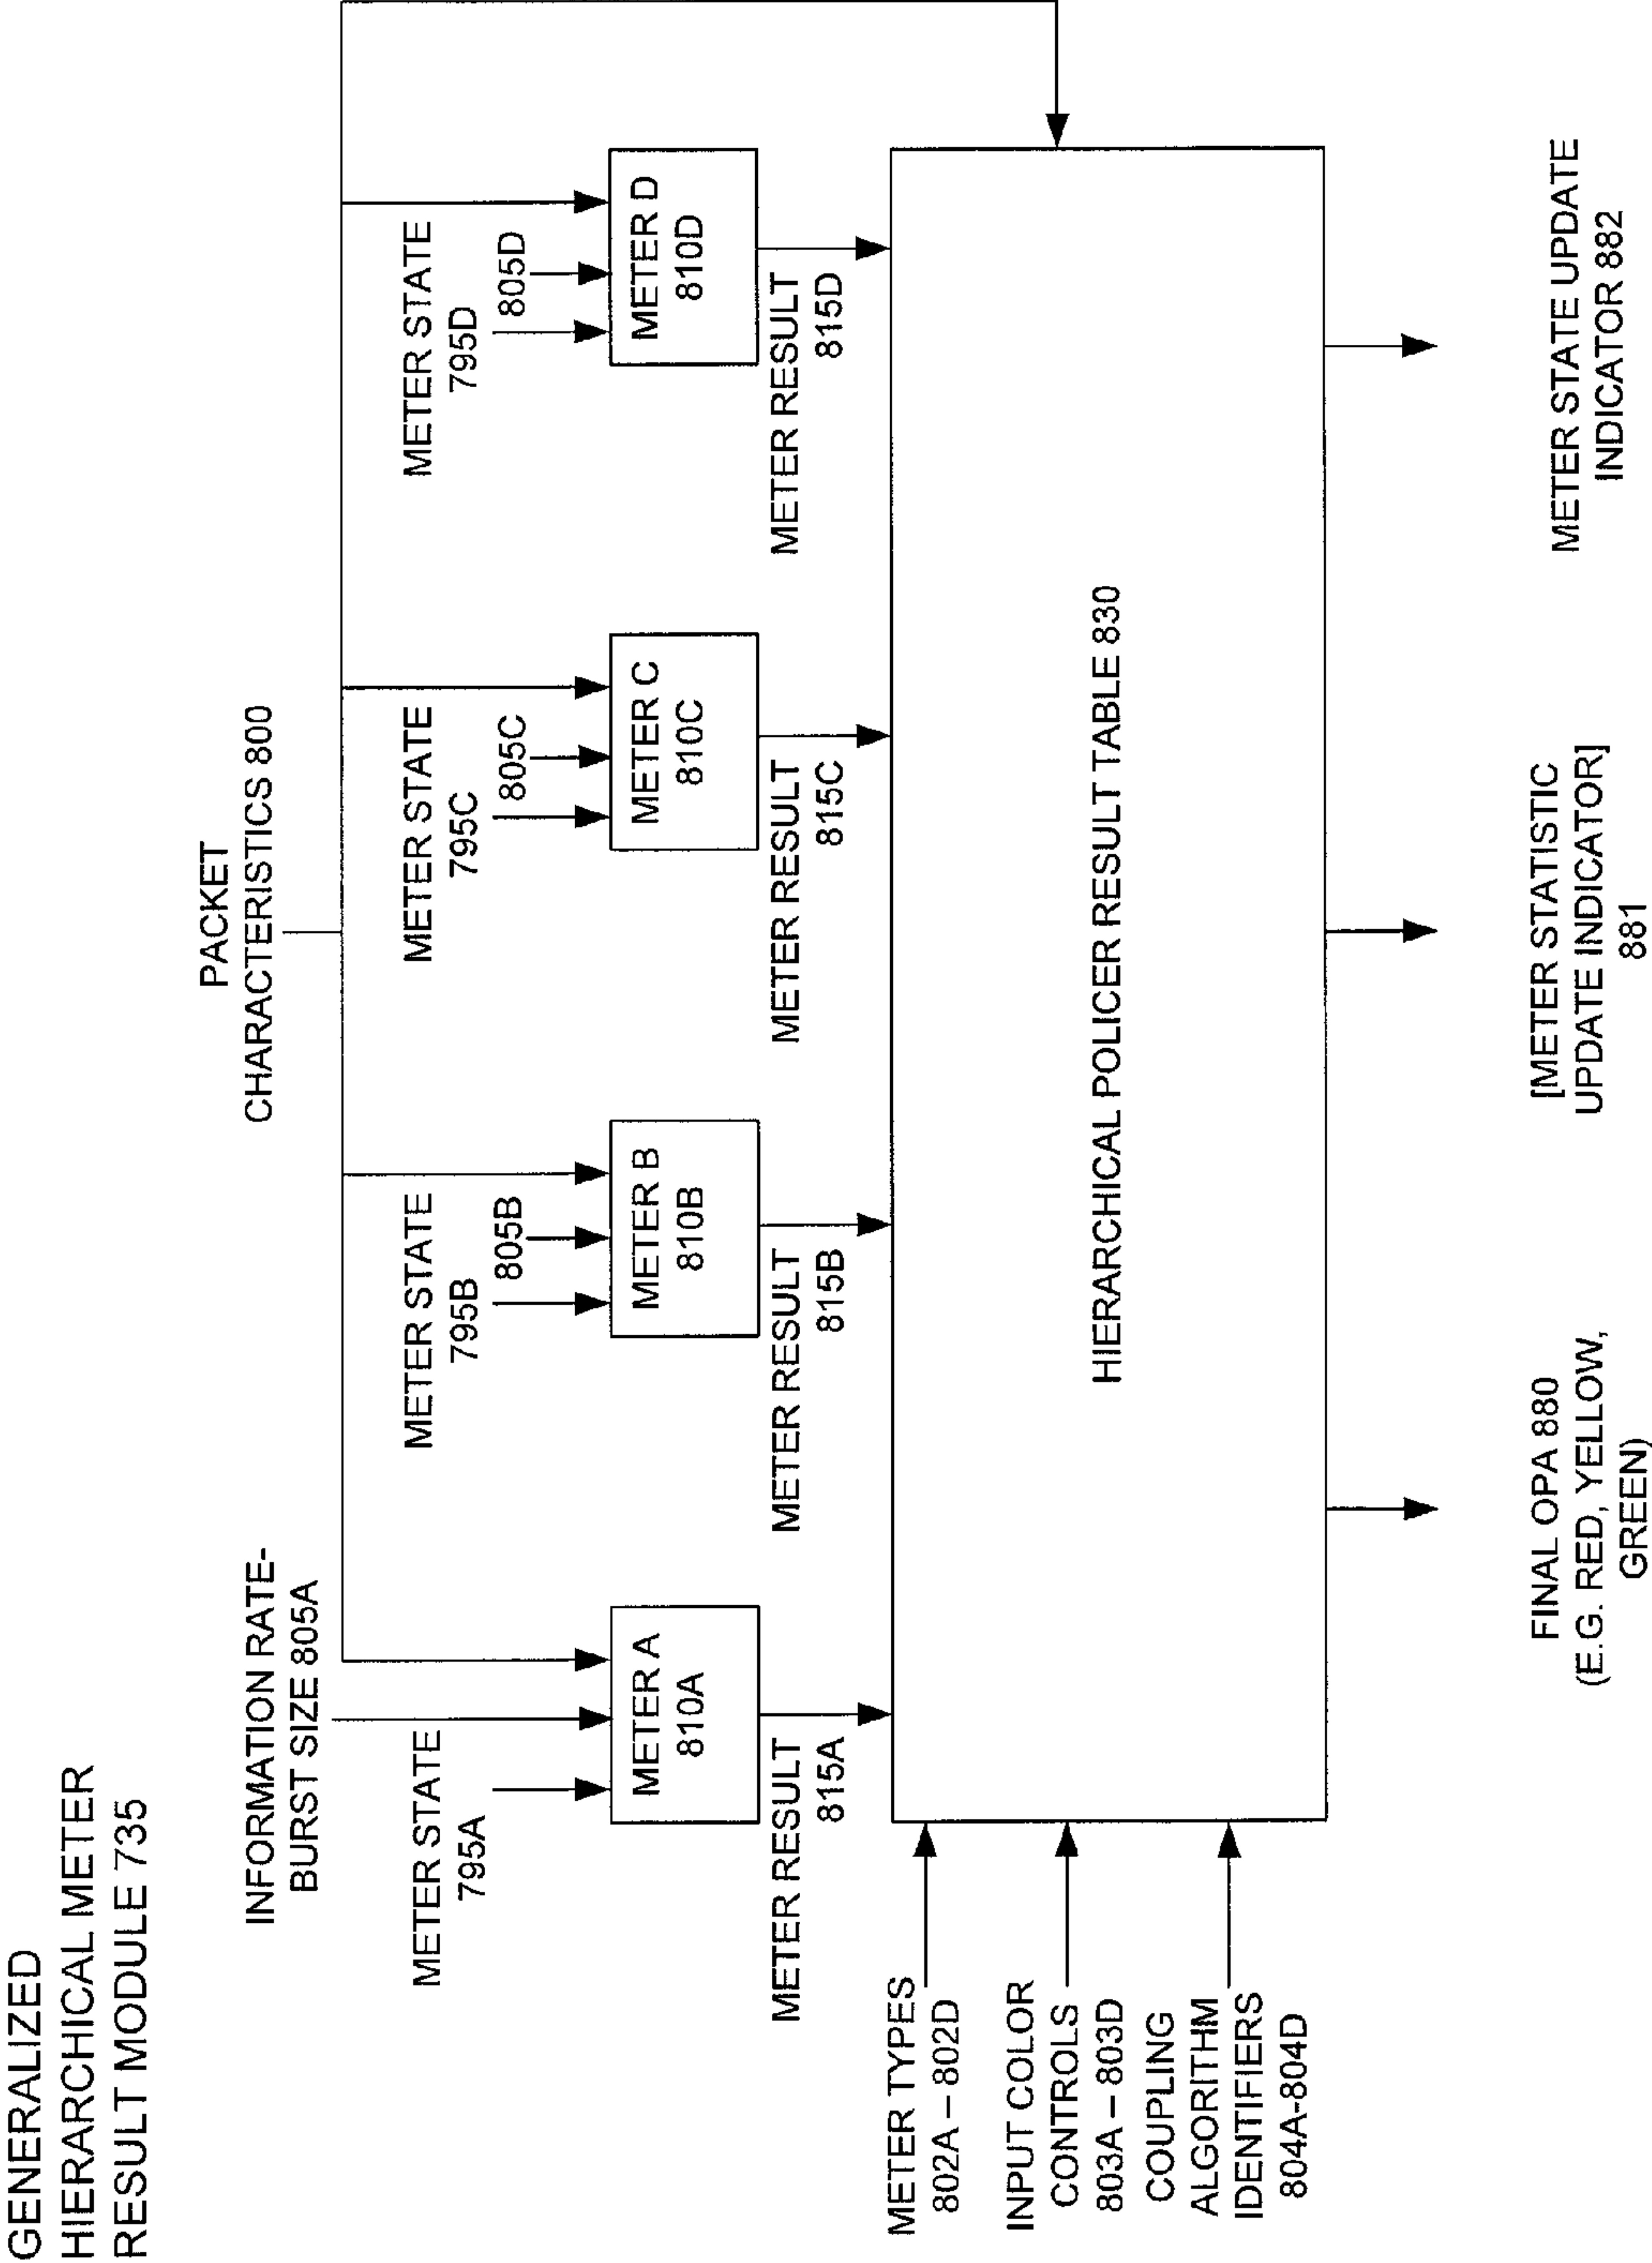 GENERALIZED
HIERARCHICAL METER
RESULT MODULE 735
PACKET
CHARACTERISTICS 800
INFORMATION RATE-
BURST SIZE 805A
METER STATE
795A
METER STATE
795B
805B
METER STATE
795C
805C
METER STATE
795D
805D
METER A
810A
METER B
810B
METER C
810C
METER D
810D
METER RESULT
815A
METER RESULT
815B
METER RESULT
815C
METER RESULT
815D
METER TYPES
802A – 802D
INPUT COLOR
CONTROLS
803A – 803D
COUPLING
ALGORITHM
IDENTIFIERS
804A-804D
HIERARCHICAL POLICER RESULT TABLE 830
FINAL OPA 880
(E.G. RED, YELLOW,
GREEN)
[METER STATISTIC
UPDATE INDICATOR]
881
METER STATE UPDATE
INDICATOR 882